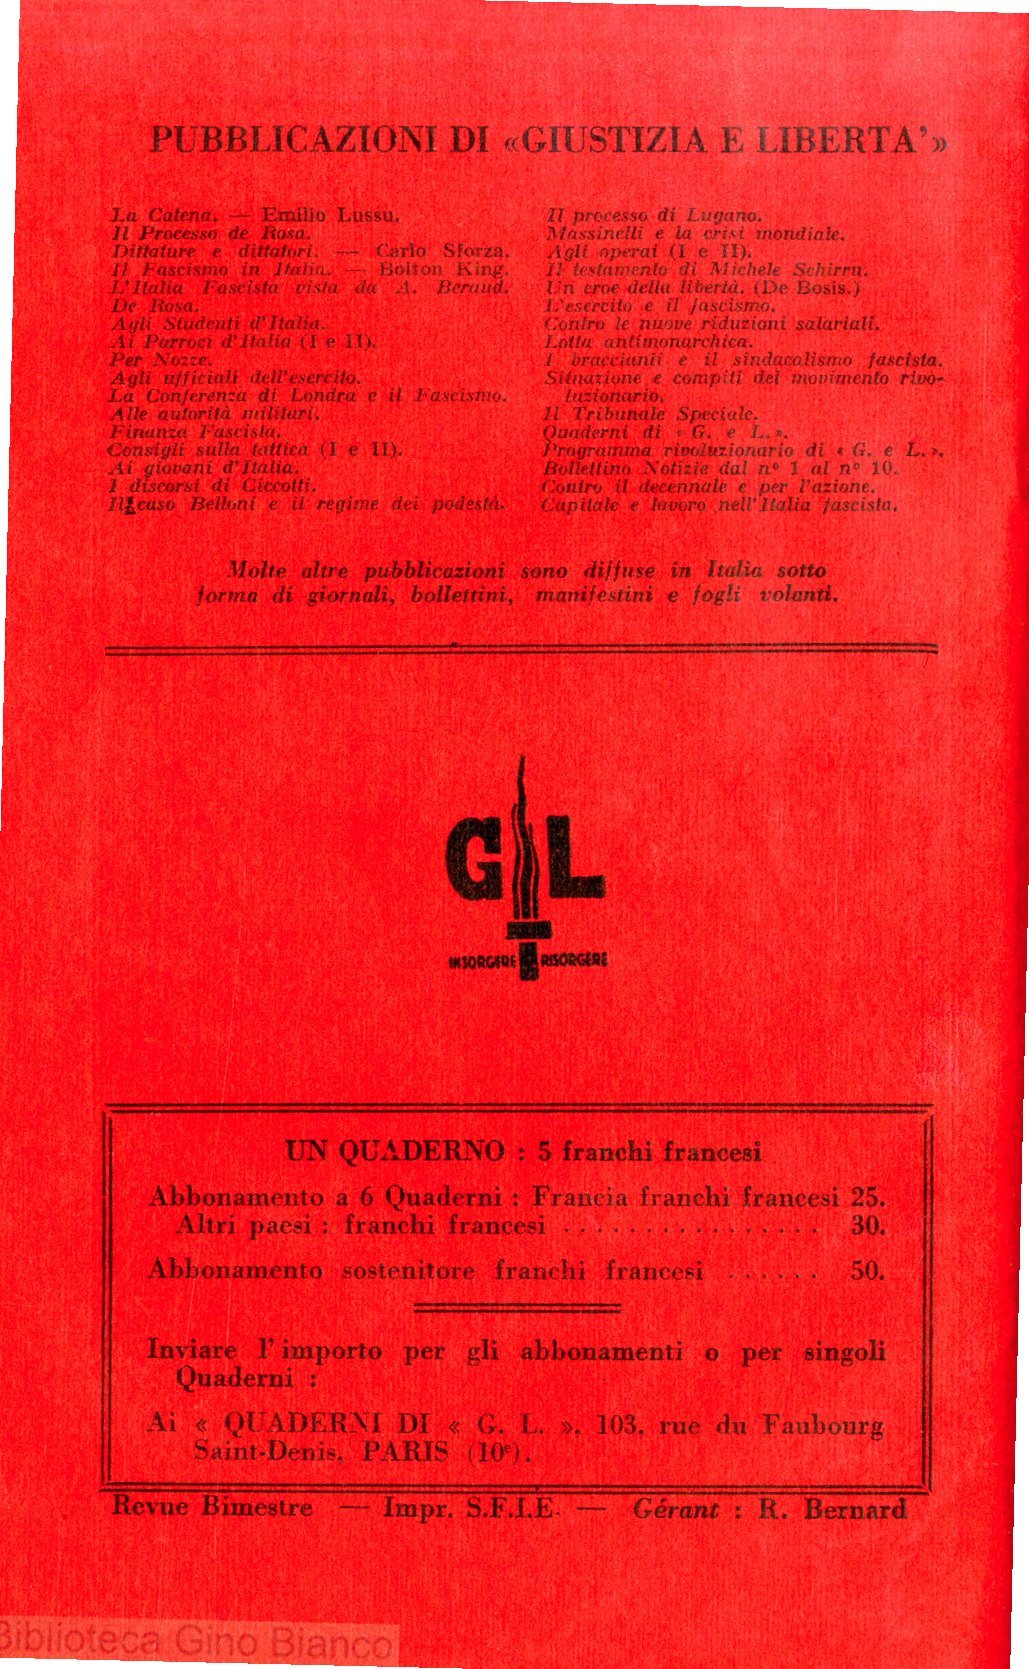 PUBBLICAZIONI DI «GIUSTIZIA E LIBERTA'»
La Catena. — Emilio Lussu.
Il Processo de Rosa.
Dittature e dittatori. — Carlo Sforza.
Il Fascismo in Italia. — Bolton King.
L'Italia Fascista vista da A. Beraud.
De Rosa.
Agli Studenti d'Italia.
Ai Parroci d'Italia (I e II).
Per Nozze.
Agli ufficiali dell'esercito.
La Conferenza di Londra e il Fascismo.
Alle autorità militari.
Finanza Fascista.
Consigli sulla tattica (I e II).
Ai giovani d'Italia.
I discorsi di Ciccotti.
Il caso Belloni e il regime dei podestà.
Il processo di Lugano.
Massinelli e la crisi mondiale.
Agli operai (I e II).
Il testamento di Michele Schirru.
Un eroe della libertà. (De Bosis.)
L'esercito e il fascismo.
Contro le nuove riduzioni salariali.
Lotta antimonarchica.
I braccianti e il sindacalismo fascista.
Situazione e compiti del movimento rivo-
luzionario.
Il Tribunale Speciale.
Quaderni di « G. e L. ».
Programma rivoluzionario di « G. e L. ».
Bollettino Notizie dal n° 1 al n° 10.
Contro il decennale e per l'azione.
Capitale e lavoro nell'Italia fascista.
Molte altre pubblicazioni sono diffuse in Italia sotto
forma di giornali, bollettini, manifestini e fogli volanti.
G L
INSORGERE RISORGERE
UN QUADERNO : 5 franchi francesi
Abbonamento a 6 Quaderni : Francia franchi francesi 25.
Altri paesi : franchi francesi . . . . . . . . . . . . . . . . 30.
Abbonamento sostenitore franchi francesi . . . . . . 50.
Inviare l'importo per gli abbonamenti o per singoli
Quaderni :
Ai « QUADERNI DI « G. L. », 103, rue du Faubourg
Saint-Denis, PARIS (10e).
Revue Bimestre — Impr. S.F.I.E. — Gérant : R. Bernard
Biblioteca Gino Bianco